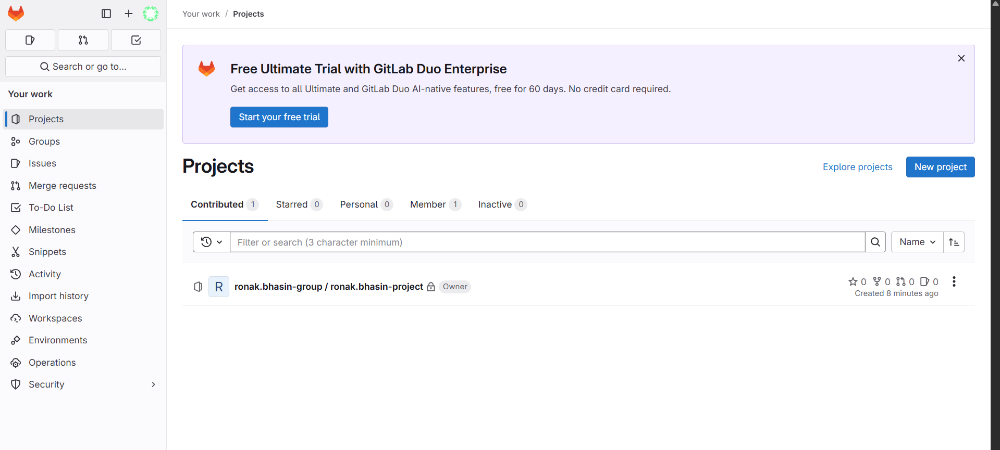 Your work / Projects
Search or go to...
Your work
Projects
Groups
Issues
Merge requests
To-Do List
Milestones
Snippets
Activity
Import history
Workspaces
Environments
Operations
Security
Free Ultimate Trial with GitLab Duo Enterprise
Get access to all Ultimate and GitLab Duo AI-native features, free for 60 days. No credit card required.
Start your free trial
Projects
Explore projects
New project
Contributed 1 Starred 0 Personal 0 Member 1 Inactive 0
Filter or search (3 character minimum)
Name
R ronak.bhasin-group / ronak.bhasin-project Owner
0 0 0 0
Created 8 minutes ago